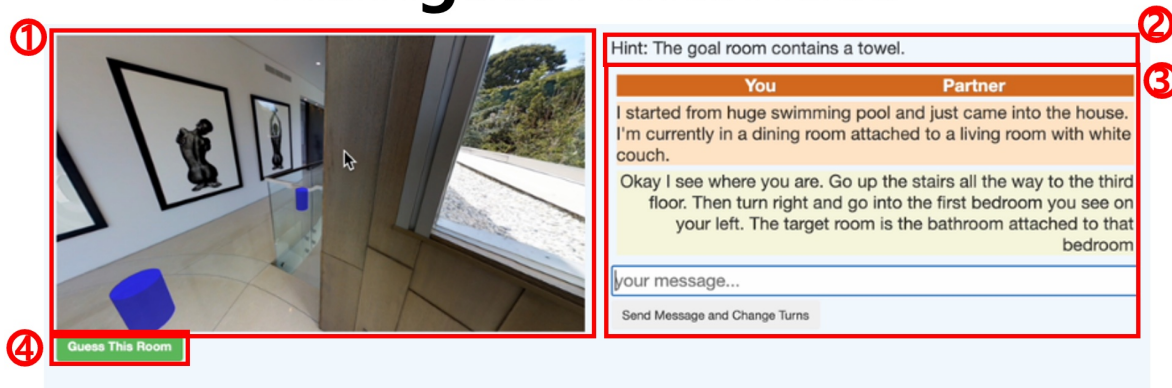 ①
②
Hint: The goal room contains a towel.
③
You Partner
I started from huge swimming pool and just came into the house.
I'm currently in a dining room attached to a living room with white
couch.
Okay I see where you are. Go up the stairs all the way to the third
floor. Then turn right and go into the first bedroom you see on
your left. The target room is the bathroom attached to that
bedroom
your message...
Send Message and Change Turns
④
Guess This Room